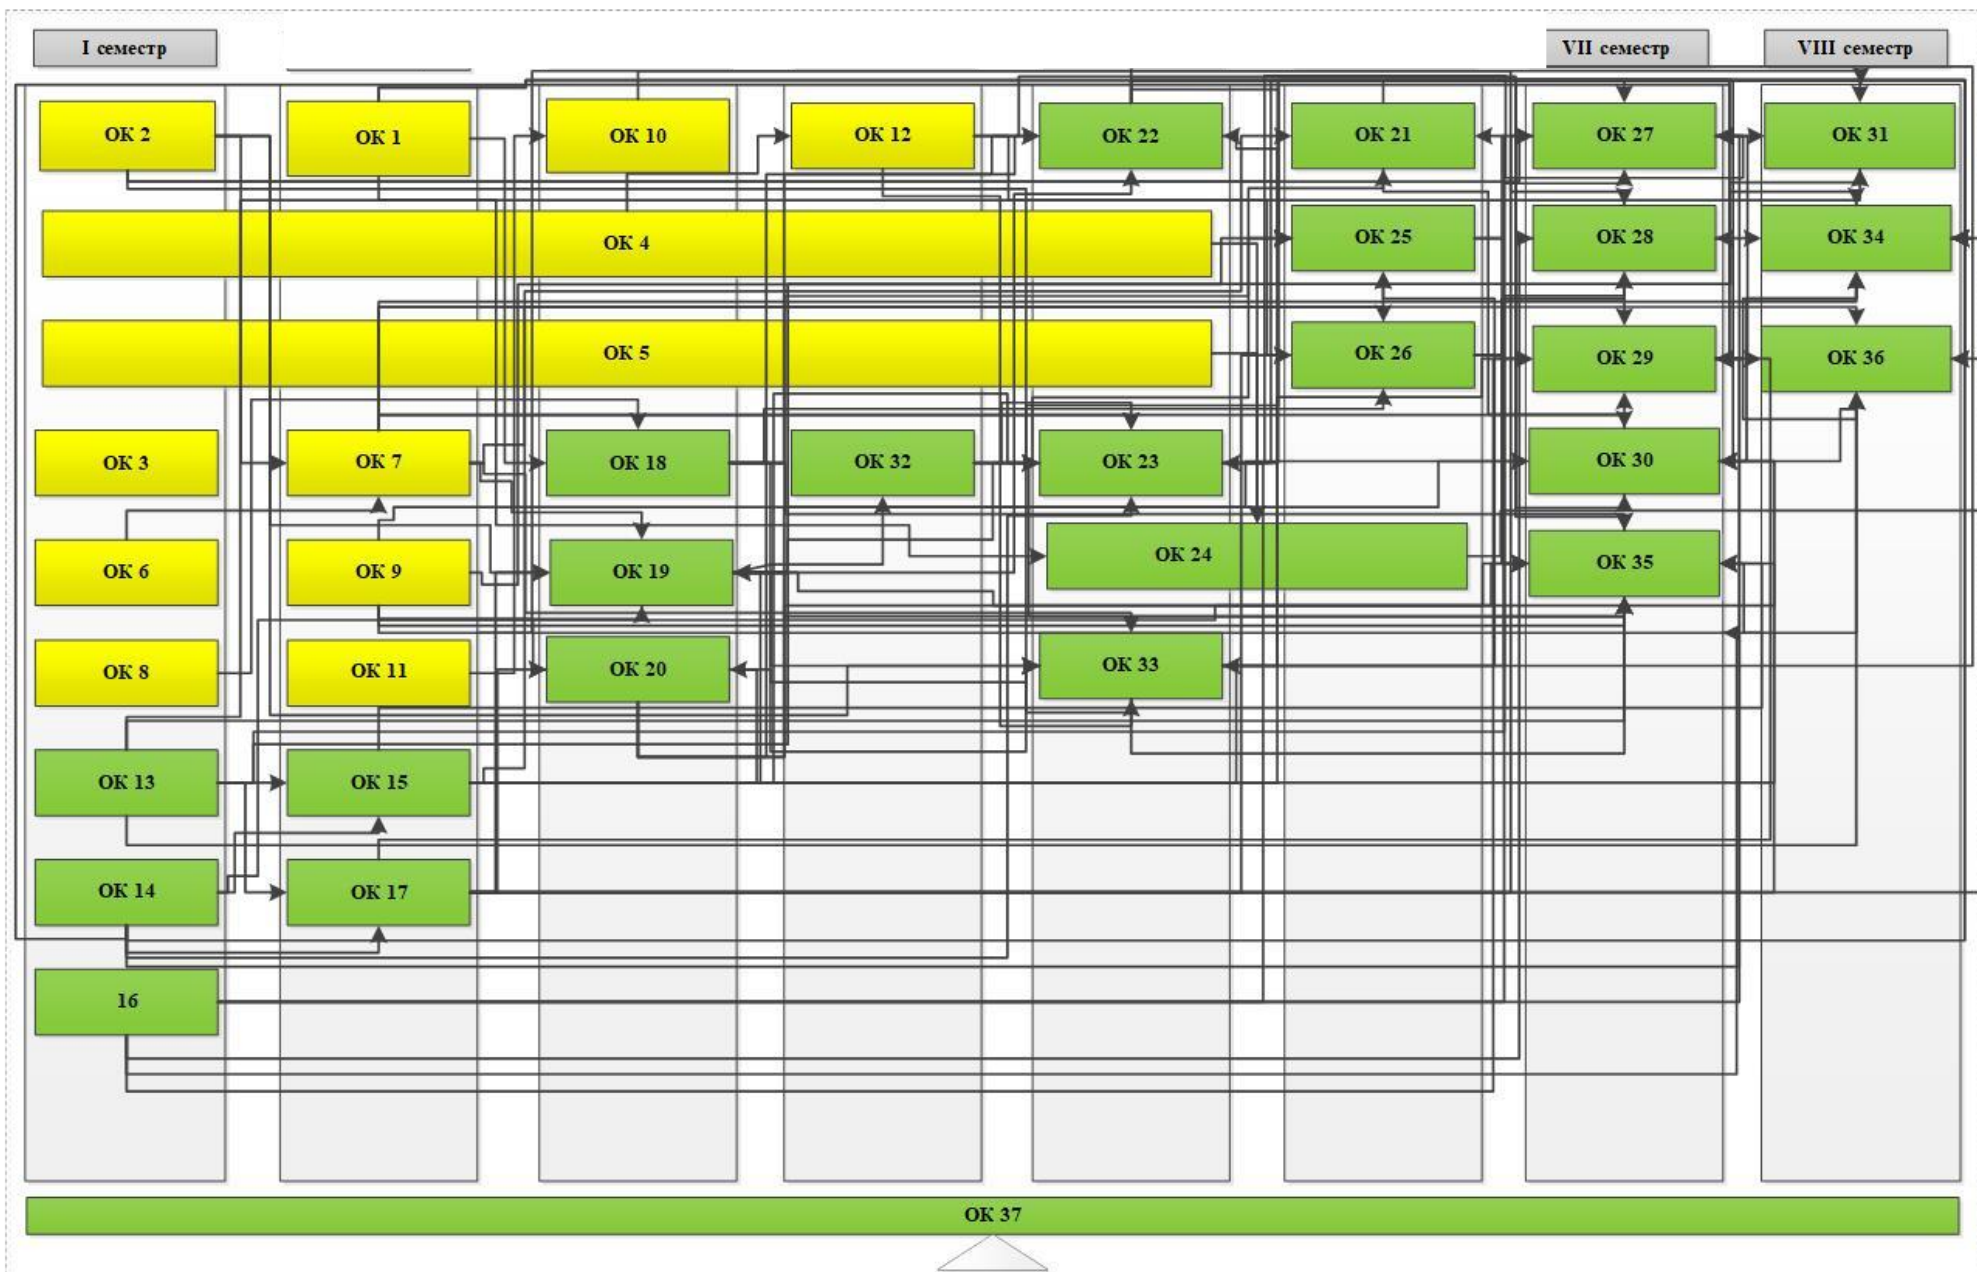 I семестр
VII семестр
VIII семестр
ОК 2
ОК 1
ОК 10
ОК 12
ОК 22
ОК 21
ОК 27
ОК 31
ОК 4
ОК 25
ОК 28
ОК 34
ОК 5
ОК 26
ОК 29
ОК 36
ОК 3
ОК 7
ОК 18
ОК 32
ОК 23
ОК 30
ОК 6
ОК 9
ОК 19
ОК 24
ОК 35
ОК 8
ОК 11
ОК 20
ОК 33
ОК 13
ОК 15
ОК 14
ОК 17
16
ОК 37